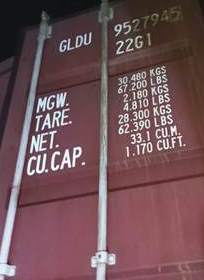 GLDU 9527945
22G1
MGW. 30.480 KGS
67.200 LBS
TARE. 2.180 KGS
4.810 LBS
NET. 28.300 KGS
62.390 LBS
CU.CAP. 33.1 CU.M.
1.170 CU.FT.